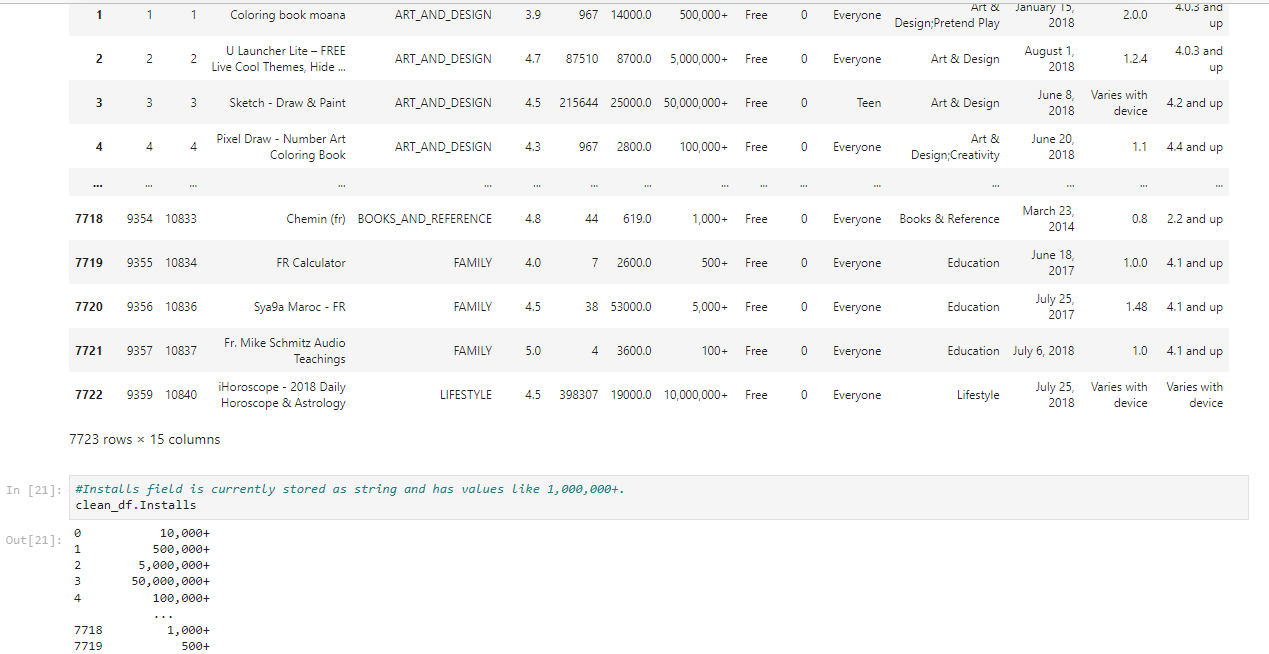 1 1 1 Coloring book moana ART_AND_DESIGN 3.9 967 14000.0 500,000+ Free 0 Everyone Art & Design;Pretend Play January 15, 2018 2.0.0 4.0.3 and up
2 2 2 U Launcher Lite – FREE Live Cool Themes, Hide ... ART_AND_DESIGN 4.7 87510 8700.0 5,000,000+ Free 0 Everyone Art & Design August 1, 2018 1.2.4 4.0.3 and up
3 3 3 Sketch - Draw & Paint ART_AND_DESIGN 4.5 215644 25000.0 50,000,000+ Free 0 Teen Art & Design June 8, 2018 Varies with device 4.2 and up
4 4 4 Pixel Draw - Number Art Coloring Book ART_AND_DESIGN 4.3 967 2800.0 100,000+ Free 0 Everyone Art & Design;Creativity June 20, 2018 1.1 4.4 and up
... ... ... ... ... ... ... ... ... ... ... ... ... ... ... ...
7718 9354 10833 Chemin (fr) BOOKS_AND_REFERENCE 4.8 44 619.0 1,000+ Free 0 Everyone Books & Reference March 23, 2014 0.8 2.2 and up
7719 9355 10834 FR Calculator FAMILY 4.0 7 2600.0 500+ Free 0 Everyone Education June 18, 2017 1.0.0 4.1 and up
7720 9356 10836 Sya9a Maroc - FR FAMILY 4.5 38 53000.0 5,000+ Free 0 Everyone Education July 25, 2017 1.48 4.1 and up
7721 9357 10837 Fr. Mike Schmitz Audio Teachings FAMILY 5.0 4 3600.0 100+ Free 0 Everyone Education July 6, 2018 1.0 4.1 and up
7722 9359 10840 iHoroscope - 2018 Daily Horoscope & Astrology LIFESTYLE 4.5 398307 19000.0 10,000,000+ Free 0 Everyone Lifestyle July 25, 2018 Varies with device Varies with device
7723 rows × 15 columns
In [21]: #Installs field is currently stored as string and has values like 1,000,000+.
clean_df.Installs
Out[21]: 0 10,000+
1 500,000+
2 5,000,000+
3 50,000,000+
4 100,000+
...
7718 1,000+
7719 500+